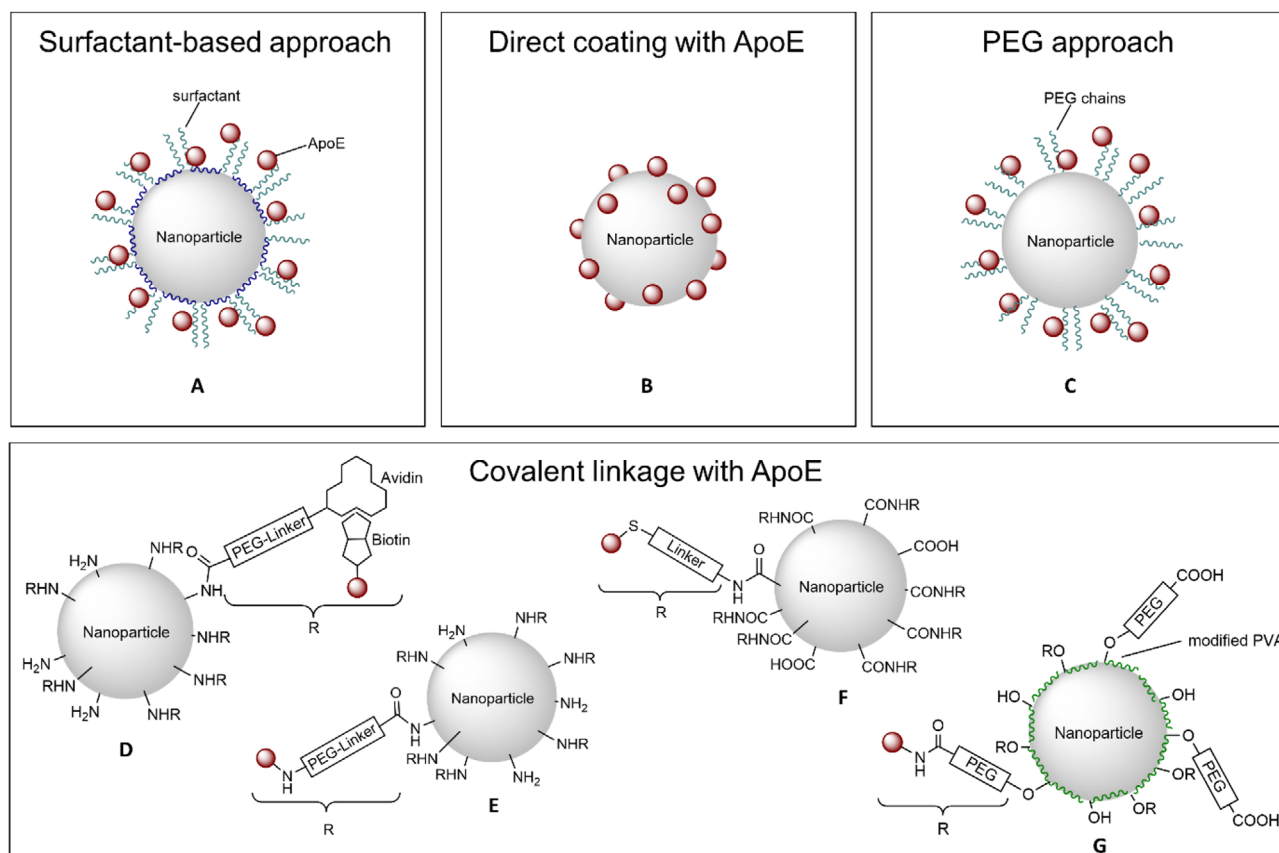 Surfactant-based approach
surfactant
ApoE
Nanoparticle
A
Direct coating with ApoE
Nanoparticle
B
PEG approach
PEG chains
Nanoparticle
C
Covalent linkage with ApoE
Avidin
PEG-Linker
Biotin
O
NH
R
NHR
H2N
RHN
Nanoparticle
NHR
H2N
RHN
H2N
NHR
NHR
D
H2N
NHR
RHN
NHR
Nanoparticle
NH2
O
N
H
PEG-Linker
N
H
R
NHR
RHN
RHN
NH2
E
S
Linker
N
H
O
R
RHNOC
CONHR
COOH
Nanoparticle
CONHR
RHNOC
RHNOC
CONHR
HOOC
CONHR
F
COOH
PEG
O
modified PVA
RO
HO
OH
Nanoparticle
RO
O
PEG
COOH
OR
OR
OH
O
PEG
O
N
H
R
G